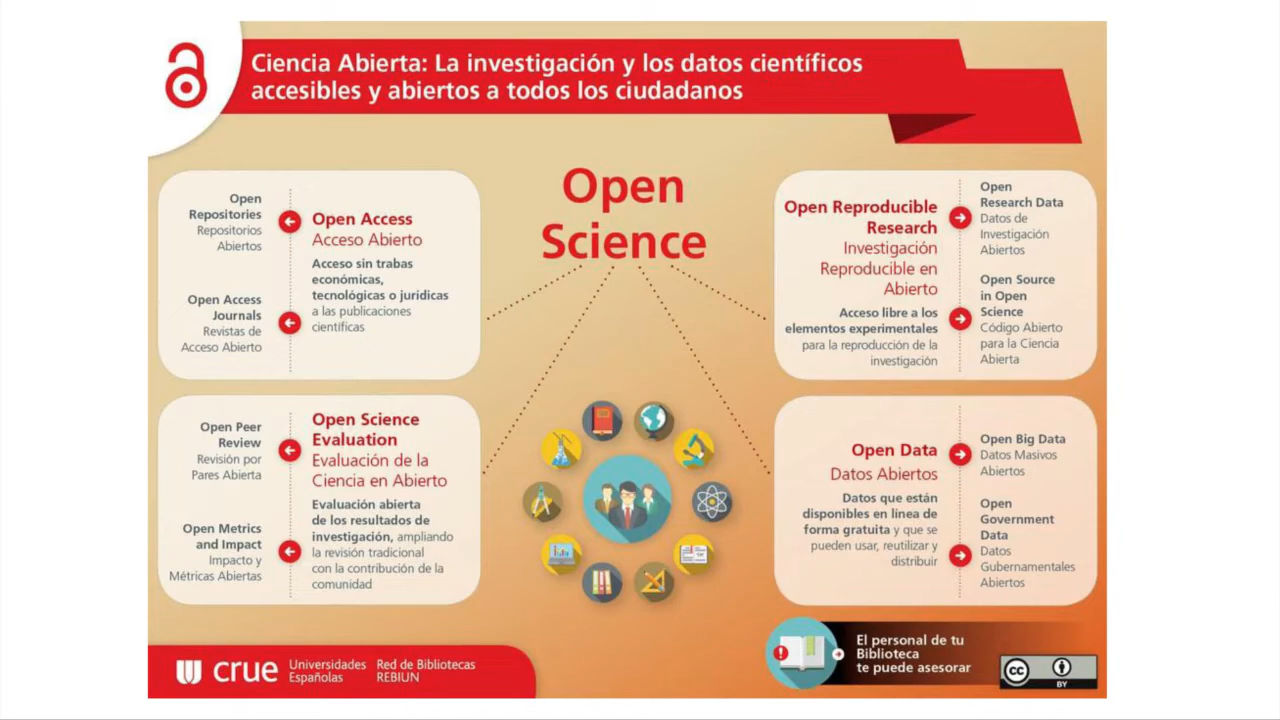 Ciencia Abierta: La investigación y los datos científicos
accesibles y abiertos a todos los ciudadanos
Open
Science
Open
Repositories
Repositorios
Abiertos
Open Access
Journals
Revistas de
Acceso Abierto
Open Access
Acceso Abierto
Acceso sin trabas
económicas,
tecnológicas o jurídicas
a las publicaciones
científicas
Open Reproducible
Research
Investigación
Reproducible en
Abierto
Acceso libre a los
elementos experimentales
para la reproducción de la
investigación
Open
Research Data
Datos de
Investigación
Abiertos
Open Source
in Open
Science
Código Abierto
para la Ciencia
Abierta
Open Peer
Review
Revisión por
Pares Abierta
Open Metrics
and Impact
Impacto y
Métricas Abiertas
Open Science
Evaluation
Evaluación de la
Ciencia en Abierto
Evaluación abierta
de los resultados de
investigación, ampliando
la revisión tradicional
con la contribución de la
comunidad
Open Data
Datos Abiertos
Datos que están
disponibles en línea de
forma gratuita y que se
pueden usar, reutilizar y
distribuir
Open Big Data
Datos Masivos
Abiertos
Open
Government
Data
Datos
Gubernamentales
Abiertos
crue
Universidades
Españolas
Red de Bibliotecas
REBIUN
El personal de tu
Biblioteca
te puede asesorar
cc
BY